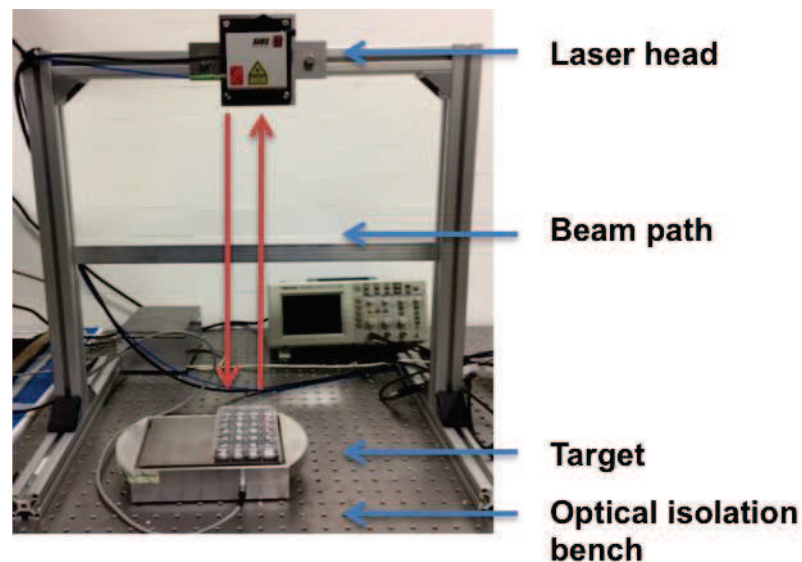 Laser head
Beam path
Target
Optical isolation
bench